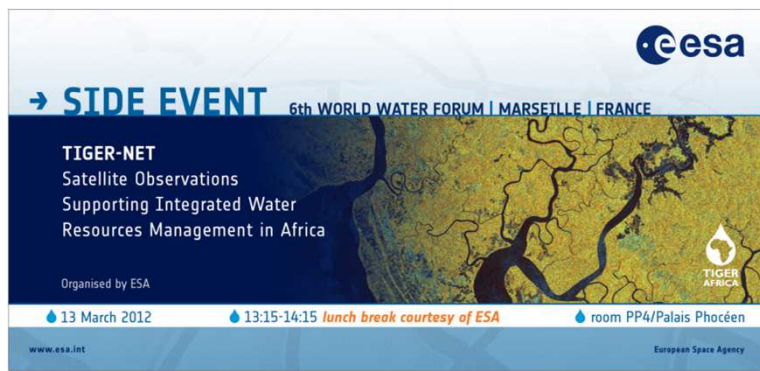 esa
→ SIDE EVENT 6th WORLD WATER FORUM | MARSEILLE | FRANCE
TIGER-NET
Satellite Observations
Supporting Integrated Water
Resources Management in Africa
TIGER
AFRICA
Organised by ESA
13 March 2012 13:15-14:15 lunch break courtesy of ESA room PP4/Palais Phocéen
www.esa.int European Space Agency